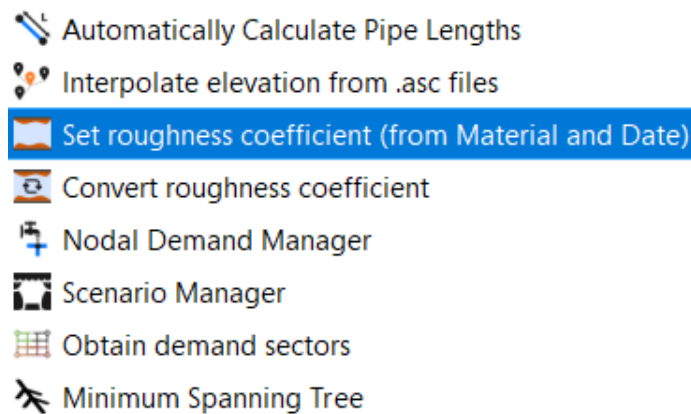 Automatically Calculate Pipe Lengths
Interpolate elevation from .asc files
Set roughness coefficient (from Material and Date)
Convert roughness coefficient
Nodal Demand Manager
Scenario Manager
Obtain demand sectors
Minimum Spanning Tree